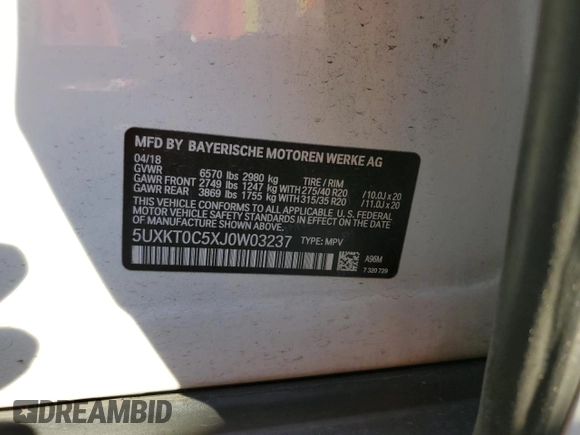 MFD BY BAYERISCHE MOTOREN WERKE AG
04/18
GVWR 6570 lbs 2980 kg TIRE / RIM
GAWR FRONT 2749 lbs 1247 kg WITH 275/40 R20 /10.0J x 20
GAWR REAR 3869 lbs 1755 kg WITH 315/35 R20 /11.0J x 20
THIS VEHICLE CONFORMS TO ALL APPLICABLE U. S. FEDERAL
MOTOR VEHICLE SAFETY STANDARDS IN EFFECT ON THE DATE
OF MANUFACTURE SHOWN ABOVE.
5UXKT0C5XJ0W03237 TYPE: MPV
A96M
7 320 729
DREAMBID